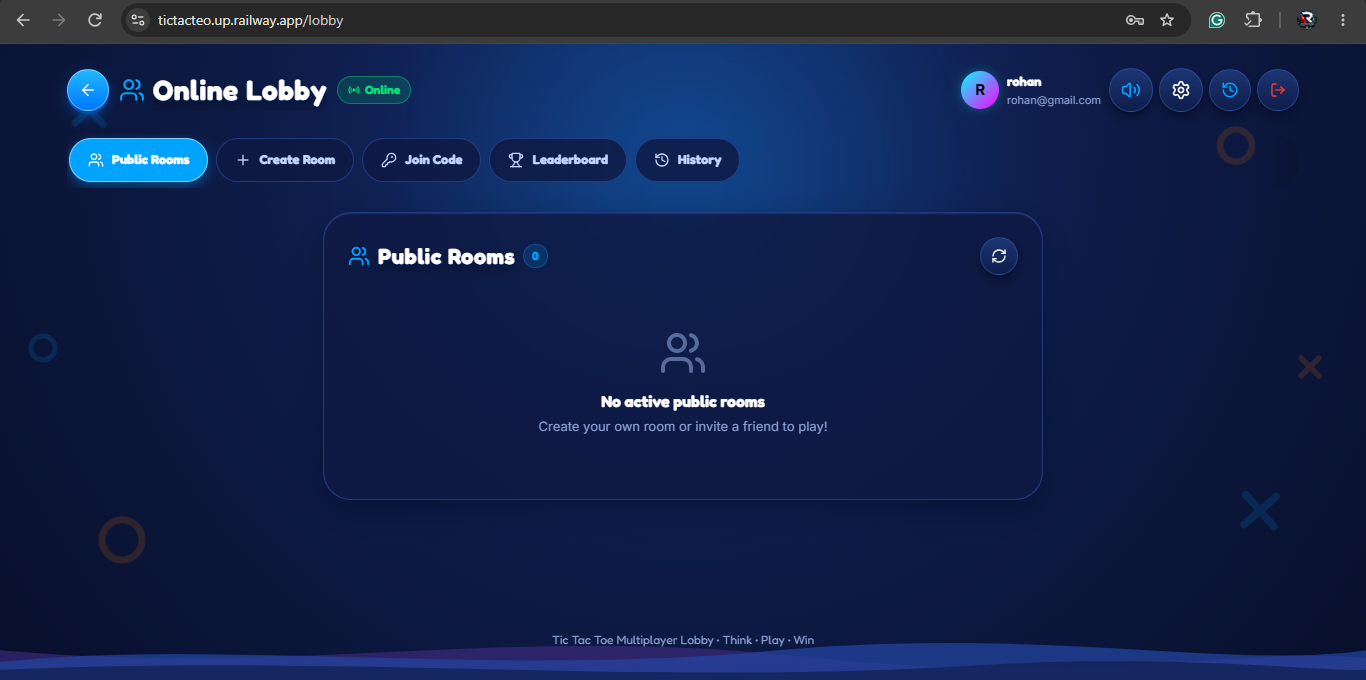 tictacteo.up.railway.app/lobby
Online Lobby
Online
R
rohan
rohan@gmail.com
Public Rooms
Create Room
Join Code
Leaderboard
History
Public Rooms
0
No active public rooms
Create your own room or invite a friend to play!
Tic Tac Toe Multiplayer Lobby • Think • Play • Win